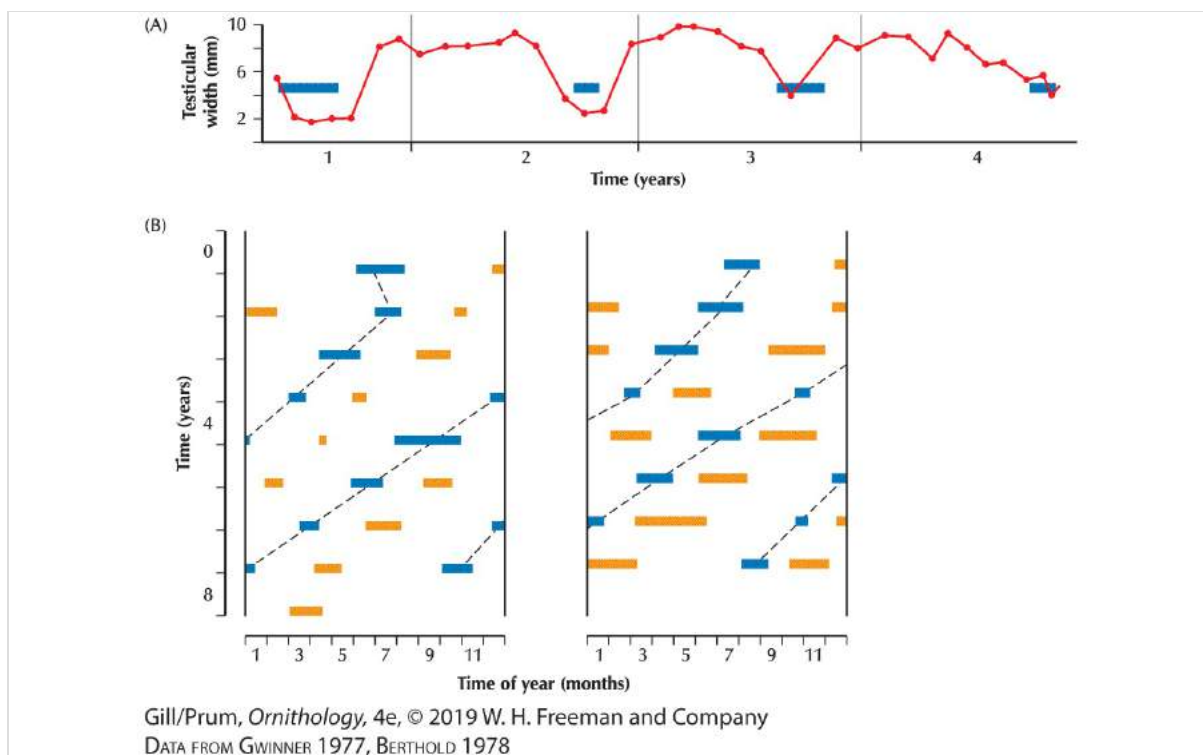 (A)
10
6
2
Testicular
width (mm)
1 2 3 4
Time (years)
(B)
0
4
8
Time (years)
1 3 5 7 9 11 1 3 5 7 9 11
Time of year (months)
Gill/Prum, Ornithology, 4e, © 2019 W. H. Freeman and Company
DATA FROM GWINNER 1977, BERTHOLD 1978